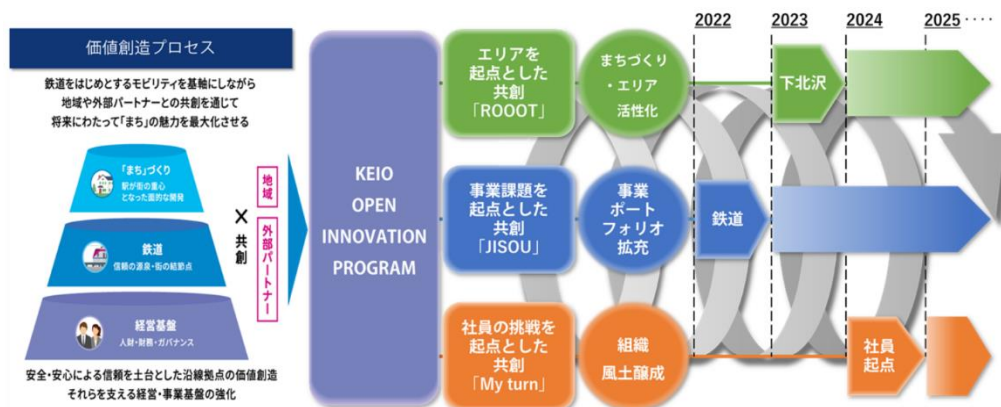 価値創造プロセス
鉄道をはじめとするモビリティを基軸にしながら
地域や外部パートナーとの共創を通じて
将来にわたって「まち」の魅力を最大化させる
「まち」づくり
駅が街の重心
となった面的な開発
鉄道
信頼の源泉・街の結節点
経営基盤
人財・財務・ガバナンス
×
共創
地域
外部パートナー
安全・安心による信頼を土台とした沿線拠点の価値創造
それらを支える経営・事業基盤の強化
KEIO
OPEN
INNOVATION
PROGRAM
エリアを
起点とした
共創
「ROOOT」
まちづくり
・エリア
活性化
事業課題を
起点とした
共創
「JISOU」
事業
ポート
フォリオ
拡充
社員の挑戦を
起点とした
共創
「My turn」
組織
風土醸成
2022
2023
2024
2025‥‥
下北沢
鉄道
社員
起点